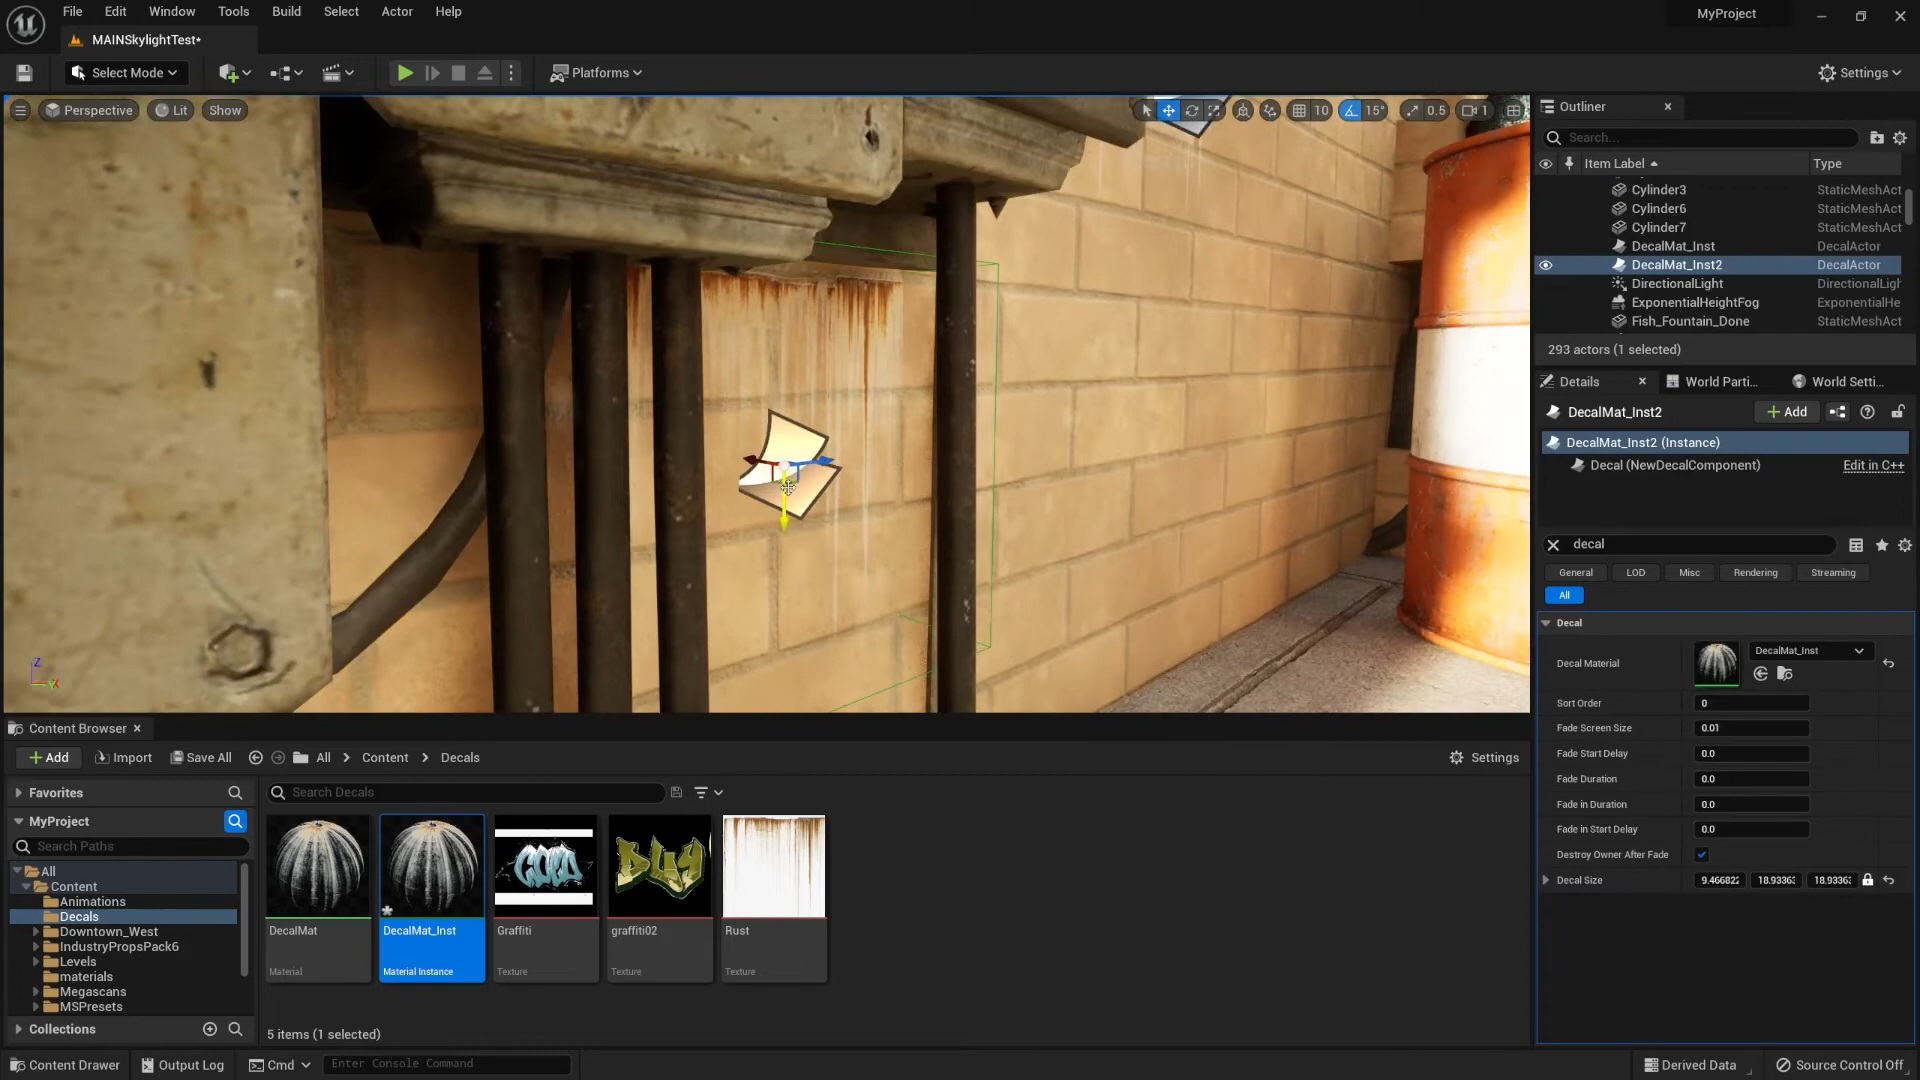 File Edit Window Tools Build Select Actor Help
MyProject
MAINSkylightTest*
Select Mode
Platforms
Settings
Perspective Lit Show
10 15° 0.5 1
Outliner
Search...
Item Label Type
Cylinder3 StaticMeshAct
Cylinder6 StaticMeshAct
Cylinder7 StaticMeshAct
DecalMat_Inst DecalActor
DecalMat_Inst2 DecalActor
DirectionalLight DirectionalLigh
ExponentialHeightFog ExponentialHe
Fish_Fountain_Done StaticMeshAct
293 actors (1 selected)
Details World Parti... World Setti...
DecalMat_Inst2
Add
DecalMat_Inst2 (Instance)
Decal (NewDecalComponent) Edit in C++
decal
General LOD Misc Rendering Streaming
All
Decal
Decal Material DecalMat_Inst
Sort Order 0
Fade Screen Size 0.01
Fade Start Delay 0.0
Fade Duration 0.0
Fade in Duration 0.0
Fade in Start Delay 0.0
Destroy Owner After Fade
Decal Size 9.466822 18.93363 18.93363
Z
X
Content Browser
Add Import Save All All Content Decals Settings
Favorites
MyProject
Search Paths
All
Content
Animations
Decals
Downtown_West
IndustryPropsPack6
Levels
materials
Megascans
MSPresets
Collections
Search Decals
DecalMat
Material
DecalMat_Inst
Material Instance
Graffiti
Texture
graffiti02
Texture
Rust
Texture
5 items (1 selected)
Content Drawer Output Log Cmd Enter Console Command
Derived Data Source Control Off